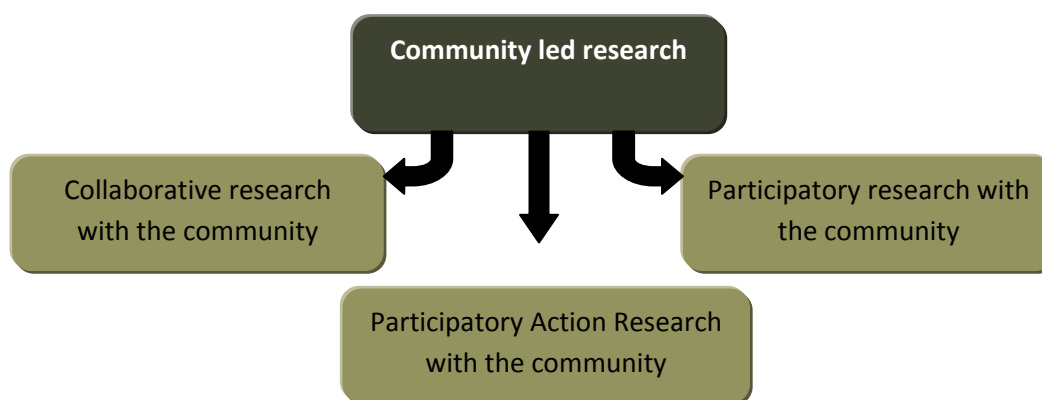 Community led research
Collaborative research
with the community
Participatory research with
the community
Participatory Action Research
with the community